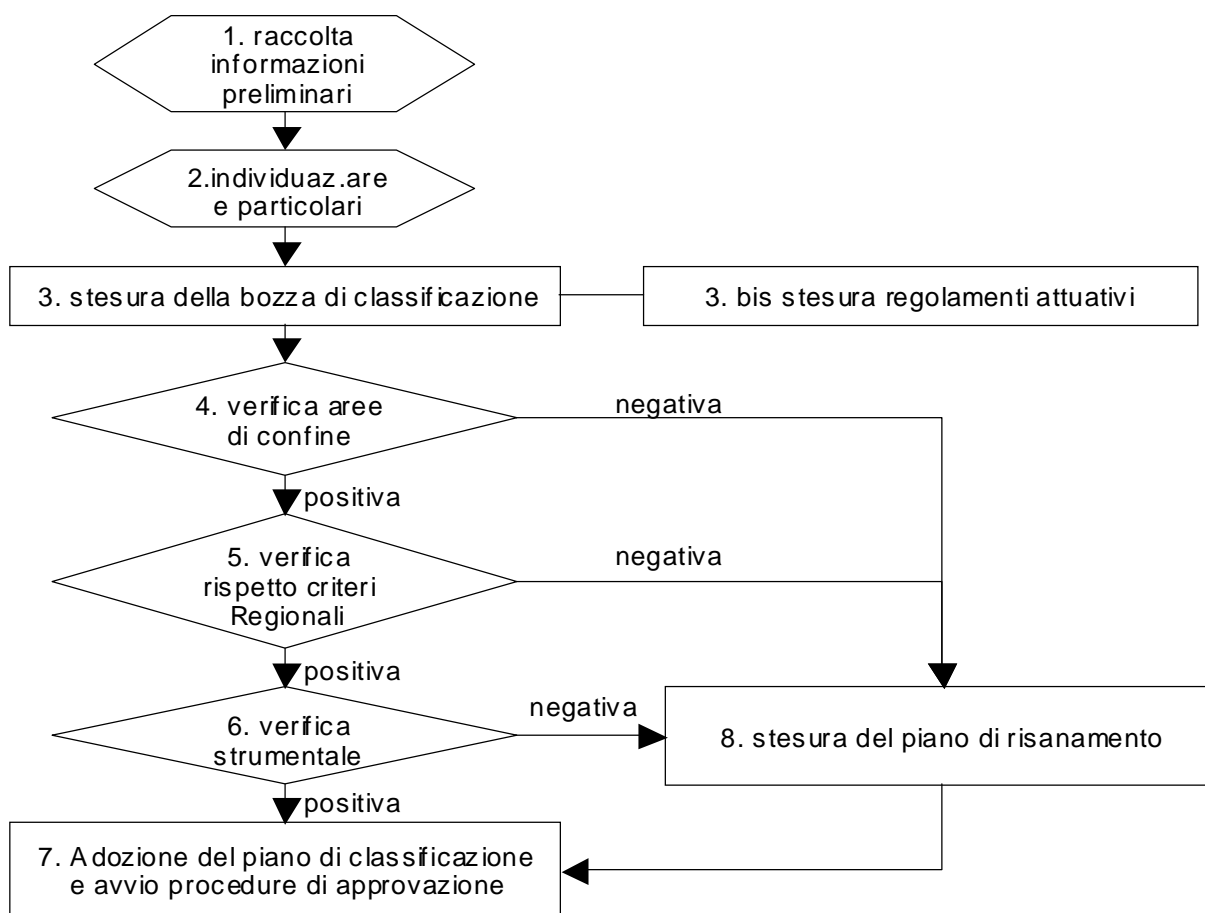 1. raccolta
informazioni
preliminari
2.individuaz.are
e particolari
3. stesura della bozza di classificazione
3. bis stesura regolamenti attuativi
4. verifica aree
di confine
negativa
positiva
5. verifica
rispetto criteri
Regionali
negativa
positiva
6. verifica
strumentale
negativa
8. stesura del piano di risanamento
positiva
7. Adozione del piano di classificazione
e avvio procedure di approvazione